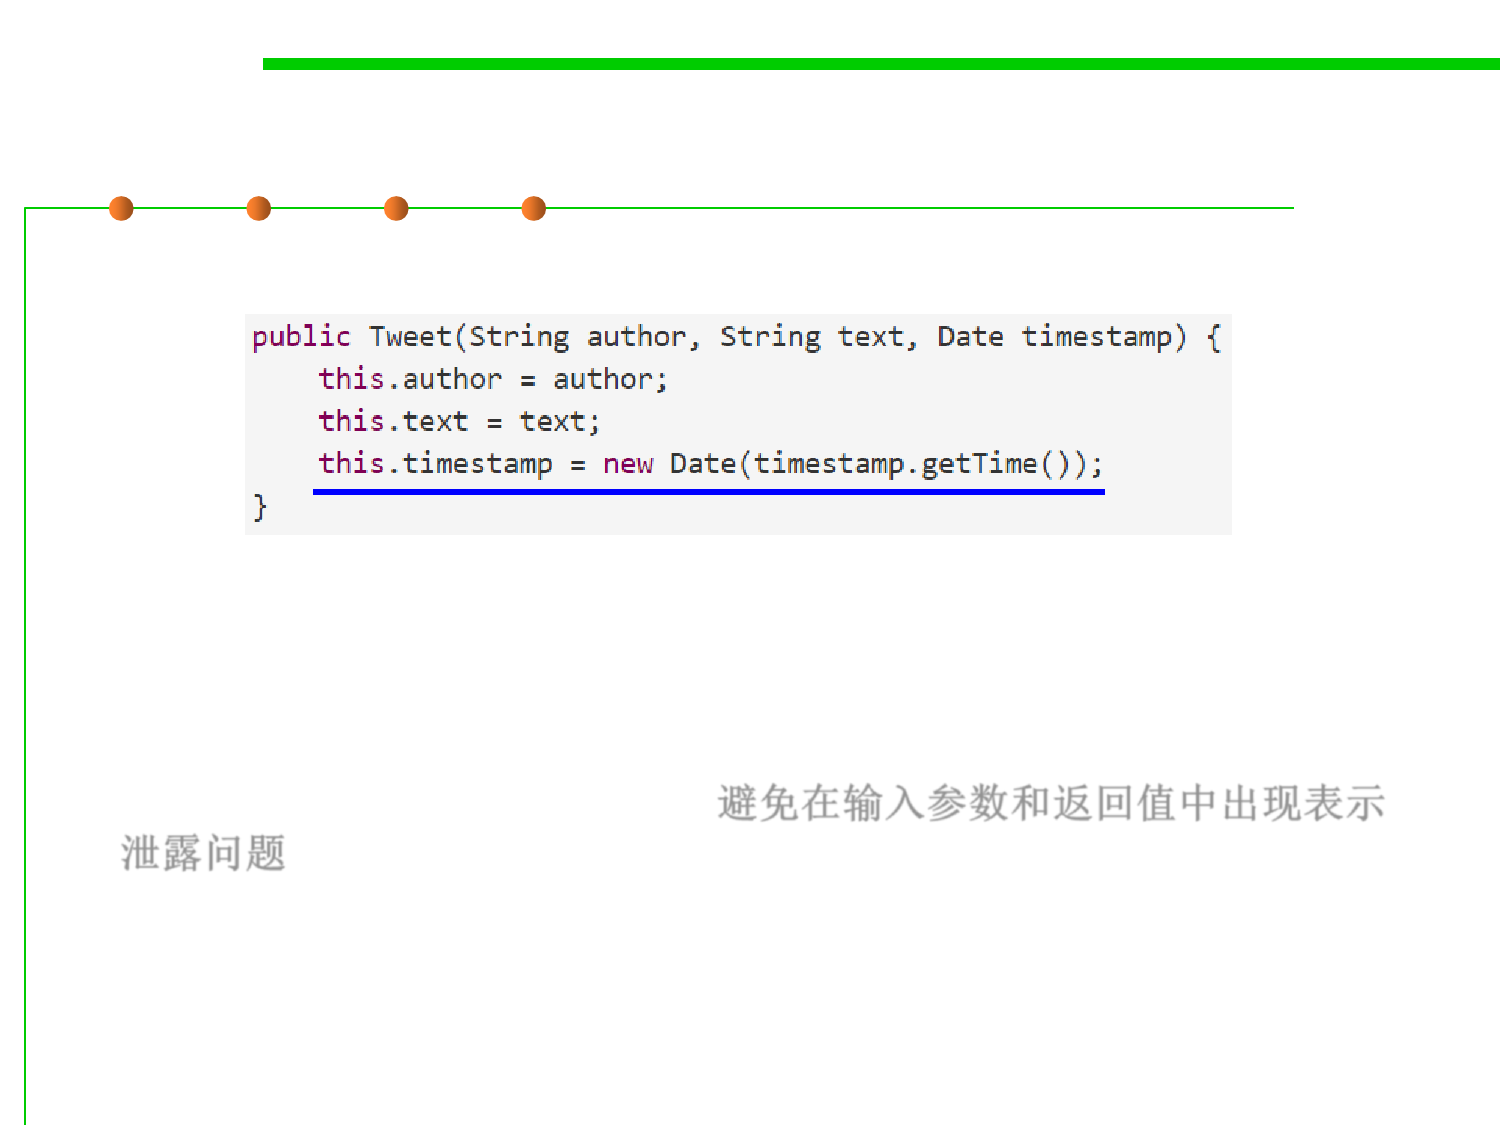 public Tweet(String author, String text, Date timestamp) {
    this.author = author;
    this.text = text;
    this.timestamp = new Date(timestamp.getTime());
}
避免在输入参数和返回值中出现表示
泄露问题